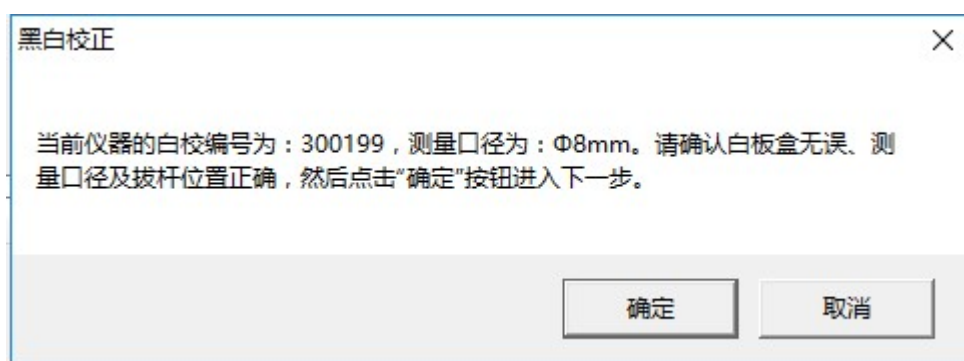 黑白校正
当前仪器的白校编号为：300199，测量口径为：Φ8mm。请确认白板盒无误、测
量口径及拔杆位置正确，然后点击“确定”按钮进入下一步。
确定
取消